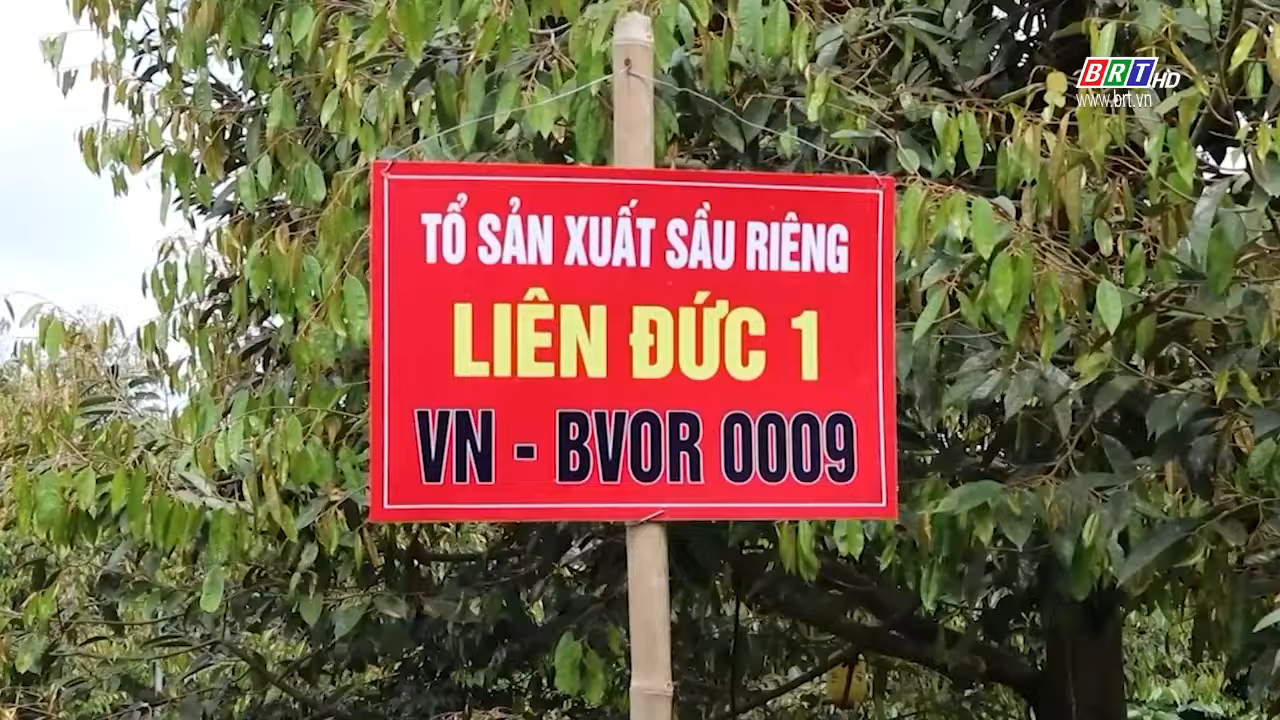 BRT HD
www.brt.vn
TỔ SẢN XUẤT SẦU RIÊNG
LIÊN ĐỨC 1
VN - BVOR 0009